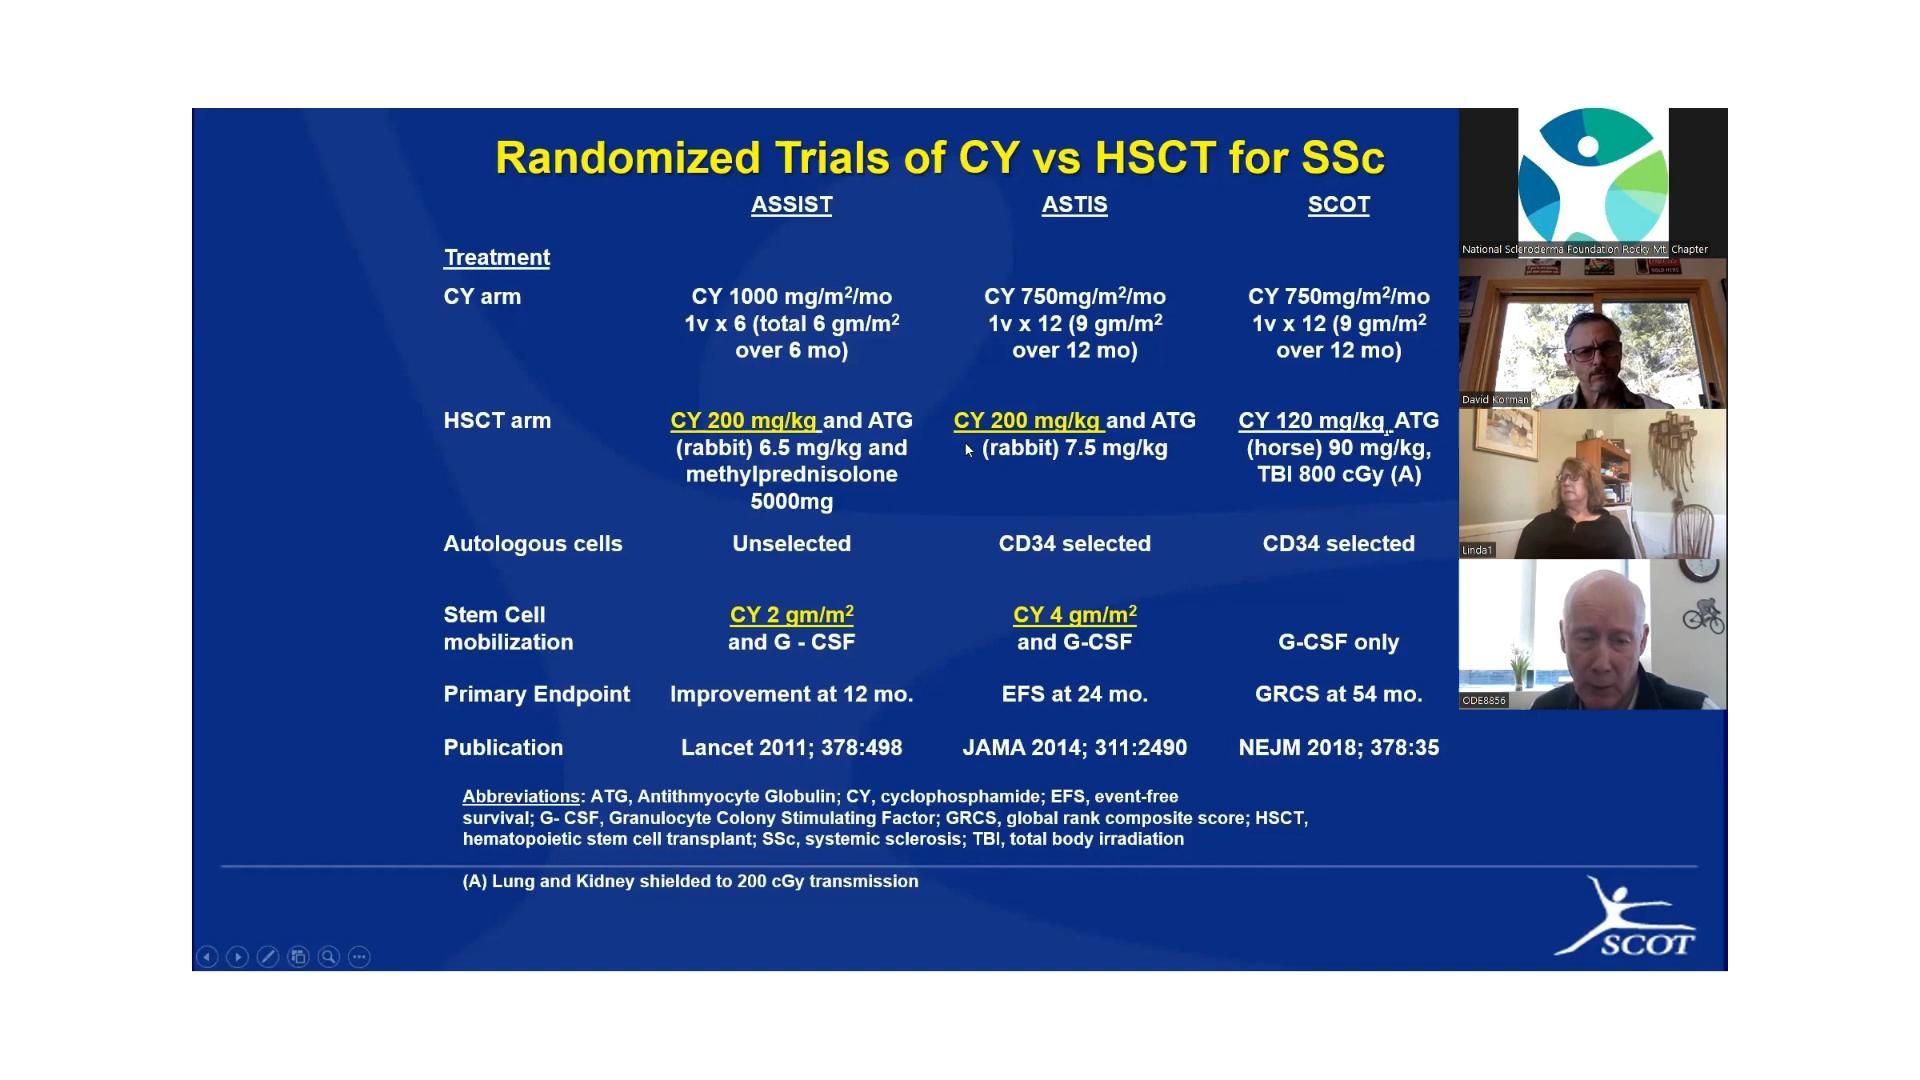 Randomized Trials of CY vs HSCT for SSc
ASSIST ASTIS SCOT
Treatment
CY arm
CY 1000 mg/m²/mo
1v x 6 (total 6 gm/m²
over 6 mo)
CY 750mg/m²/mo
1v x 12 (9 gm/m²
over 12 mo)
CY 750mg/m²/mo
1v x 12 (9 gm/m²
over 12 mo)
HSCT arm
CY 200 mg/kg and ATG
(rabbit) 6.5 mg/kg and
methylprednisolone
5000mg
CY 200 mg/kg and ATG
(rabbit) 7.5 mg/kg
CY 120 mg/kg, ATG
(horse) 90 mg/kg,
TBI 800 cGy (A)
Autologous cells
Unselected
CD34 selected
CD34 selected
Stem Cell
mobilization
CY 2 gm/m²
and G - CSF
CY 4 gm/m²
and G-CSF
G-CSF only
Primary Endpoint
Improvement at 12 mo.
EFS at 24 mo.
GRCS at 54 mo.
Publication
Lancet 2011; 378:498
JAMA 2014; 311:2490
NEJM 2018; 378:35
Abbreviations: ATG, Antithmyocyte Globulin; CY, cyclophosphamide; EFS, event-free
survival; G- CSF, Granulocyte Colony Stimulating Factor; GRCS, global rank composite score; HSCT,
hematopoietic stem cell transplant; SSc, systemic sclerosis; TBI, total body irradiation
(A) Lung and Kidney shielded to 200 cGy transmission
SCOT
National Scleroderma Foundation Rocky Mt. Chapter
David Korman
Linda1
ODE8856